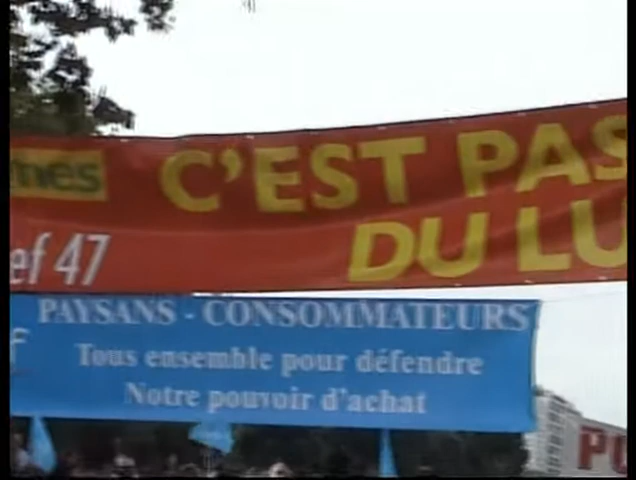 mes
C'EST PAS
ef 47
DU LU
PAYSANS - CONSOMMATEURS
f
Tous ensemble pour défendre
Notre pouvoir d'achat
PO